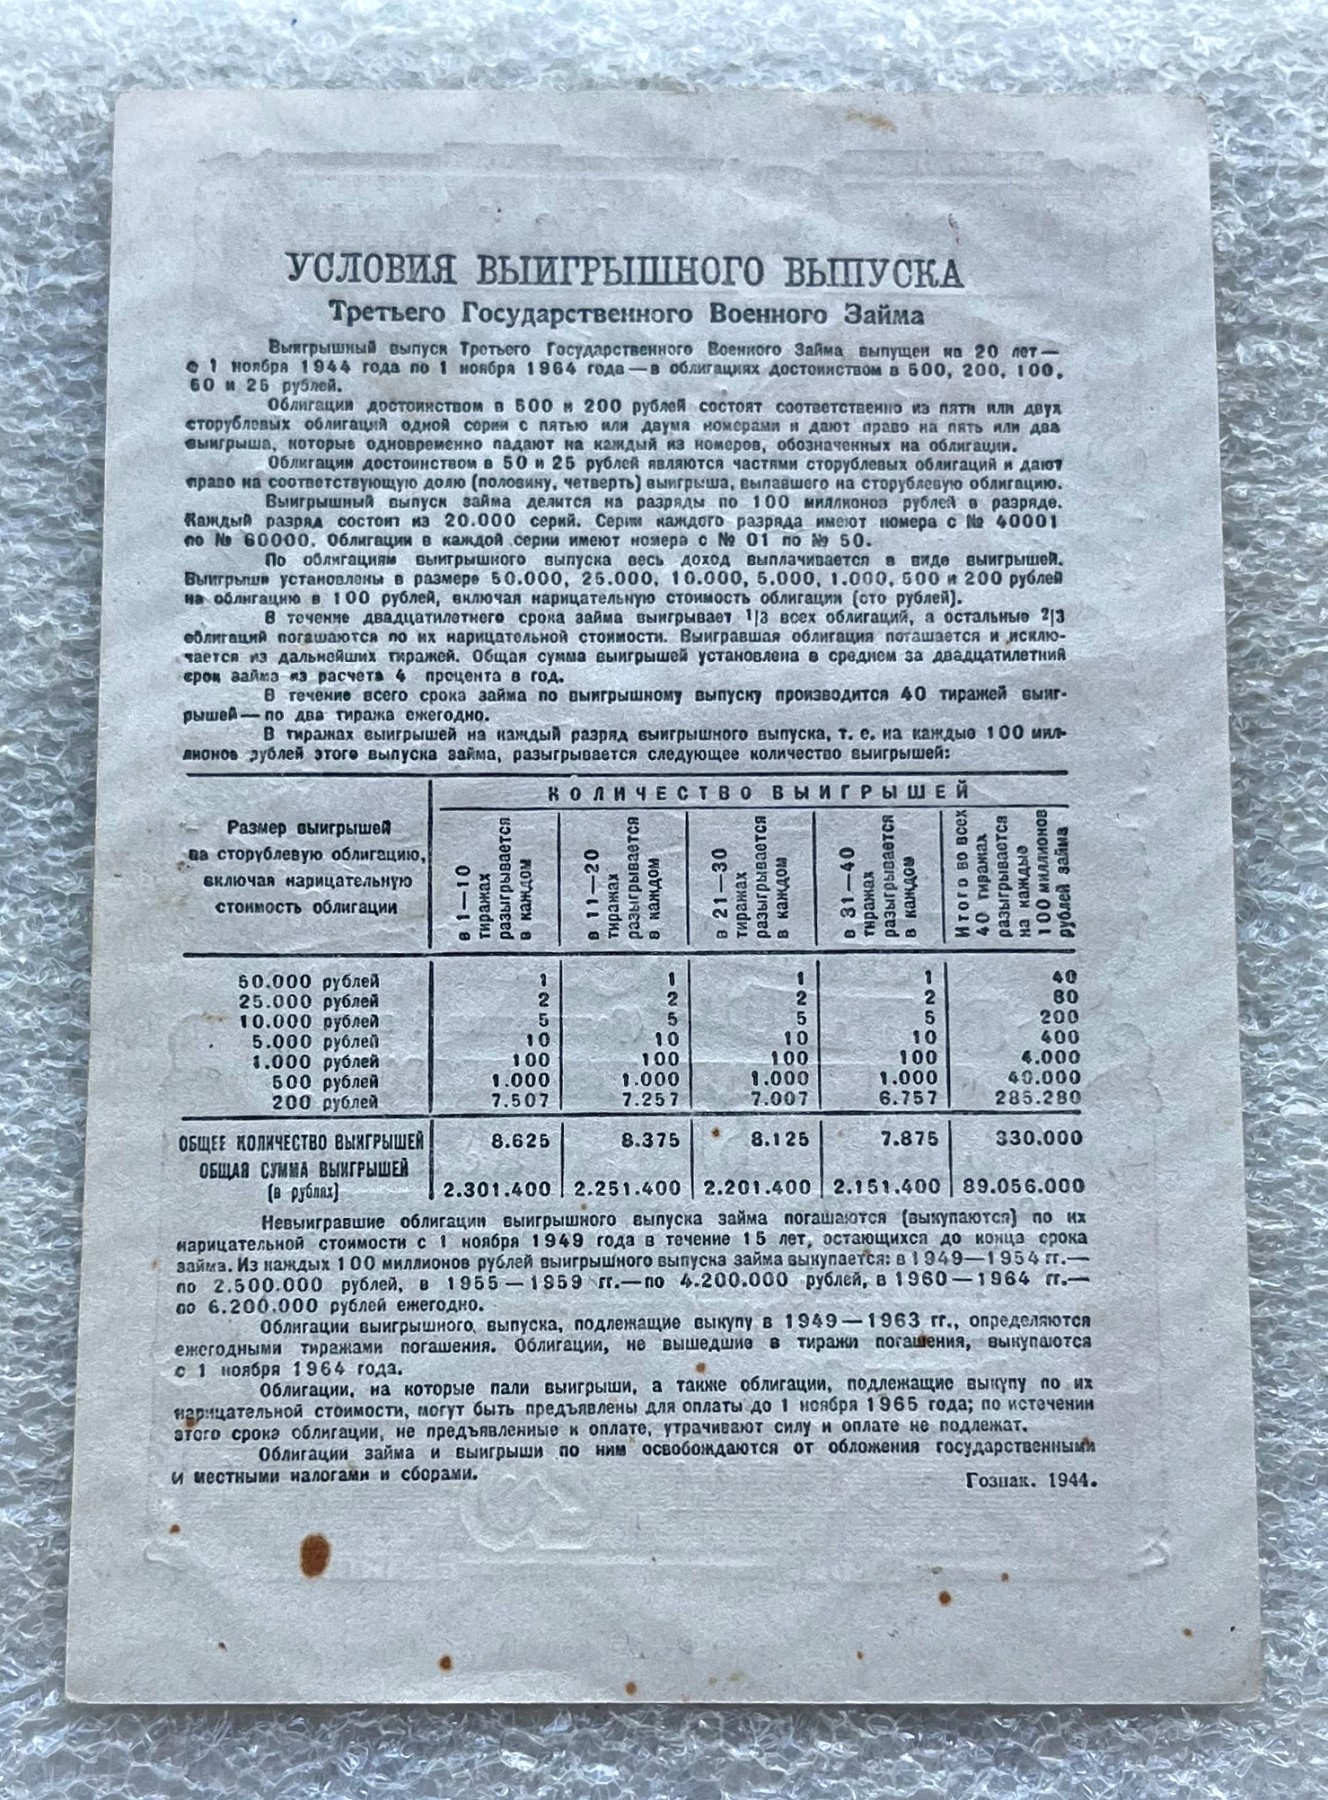 УСЛОВИЯ ВЫИГРЫШНОГО ВЫПУСКА
Третьего Государственного Военного Займа
Выигрышный выпуск Третьего Государственного Военного Займа выпущен на 20 лет—
с 1 ноября 1944 года по 1 ноября 1964 года—в облигациях достоинством в 500, 200, 100,
50 и 25 рублей.
Облигации достоинством в 500 и 200 рублей состоят соответственно из пяти или двух
сторублевых облигаций одной серии с пятью или двумя номерами и дают право на пять или два
выигрыша, которые одновременно падают на каждый из номеров, обозначенных на облигации.
Облигации достоинством в 50 и 25 рублей являются частями сторублевых облигаций и дают
право на соответствующую долю (половину, четверть) выигрыша, выпавшего на сторублевую облигацию.
Выигрышный выпуск займа делится на разряды по 100 миллионов рублей в разряде.
Каждый разряд состоит из 20.000 серий. Серии каждого разряда имеют номера с № 40001
по № 60000. Облигации в каждой серии имеют номера с № 01 по № 50.
По облигациям выигрышного выпуска весь доход выплачивается в виде выигрышей.
Выигрыши установлены в размере 50.000, 25.000, 10.000, 5.000, 1.000, 500 и 200 рублей
на облигацию в 100 рублей, включая нарицательную стоимость облигации (сто рублей).
В течение двадцатилетнего срока займа выигрывает 1/3 всех облигаций, а остальные 2/3
облигаций погашаются по их нарицательной стоимости. Выигравшая облигация погашается и исклю-
чается из дальнейших тиражей. Общая сумма выигрышей установлена в среднем за двадцатилетний
срок займа из расчета 4 процента в год.
В течение всего срока займа по выигрышному выпуску производится 40 тиражей выиг-
рышей—по два тиража ежегодно.
В тиражах выигрышей на каждый разряд выигрышного выпуска, т. е. на каждые 100 мил-
лионов рублей этого выпуска займа, разыгрывается следующее количество выигрышей:
КОЛИЧЕСТВО ВЫИГРЫШЕЙ
Размер выигрышей
на сторублевую облигацию,
включая нарицательную
стоимость облигации
в 1—10
тиражах
разыгрывается
в каждом
в 11—20
тиражах
разыгрывается
в каждом
в 21—30
тиражах
разыгрывается
в каждом
в 31—40
тиражах
разыгрывается
в каждом
Итого во всех
40 тиражах
разыгрывается
на каждые
100 миллионов
рублей займа
50.000 рублей 1 1 1 1 40
25.000 рублей 2 2 2 2 80
10.000 рублей 5 5 5 5 200
5.000 рублей 10 10 10 10 400
1.000 рублей 100 100 100 100 4.000
500 рублей 1.000 1.000 1.000 1.000 40.000
200 рублей 7.507 7.257 7.007 6.757 285.280
ОБЩЕЕ КОЛИЧЕСТВО ВЫИГРЫШЕЙ 8.625 8.375 8.125 7.875 330.000
ОБЩАЯ СУММА ВЫИГРЫШЕЙ
(в рублях) 2.301.400 2.251.400 2.201.400 2.151.400 89.056.000
Невыигравшие облигации выигрышного выпуска займа погашаются (выкупаются) по их
нарицательной стоимости с 1 ноября 1949 года в течение 15 лет, остающихся до конца срока
займа. Из каждых 100 миллионов рублей выигрышного выпуска займа выкупается: в 1949—1954 гг.—
по 2.500.000 рублей, в 1955—1959 гг.—по 4.200.000 рублей, в 1960—1964 гг.—
по 6.200.000 рублей ежегодно.
Облигации выигрышного выпуска, подлежащие выкупу в 1949—1963 гг., определяются
ежегодными тиражами погашения. Облигации, не вышедшие в тиражи погашения, выкупаются
с 1 ноября 1964 года.
Облигации, на которые пали выигрыши, а также облигации, подлежащие выкупу по их
нарицательной стоимости, могут быть предъявлены для оплаты до 1 ноября 1965 года; по истечении
этого срока облигации, не предъявленные к оплате, утрачивают силу и оплате не подлежат.
Облигации займа и выигрыши по ним освобождаются от обложения государственными
и местными налогами и сборами.
Гознак. 1944.